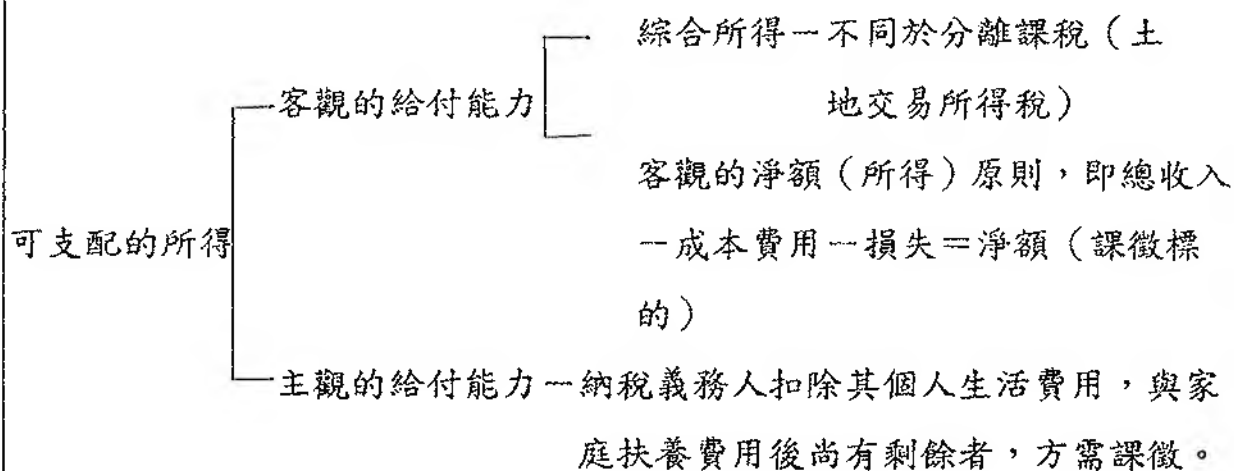 綜合所得－不同於分離課稅（土
地交易所得稅）
客觀的給付能力
客觀的淨額（所得）原則，即總收入
－成本費用－損失＝淨額（課徵標
的）
可支配的所得
主觀的給付能力－納稅義務人扣除其個人生活費用，與家
庭扶養費用後尚有剩餘者，方需課徵。